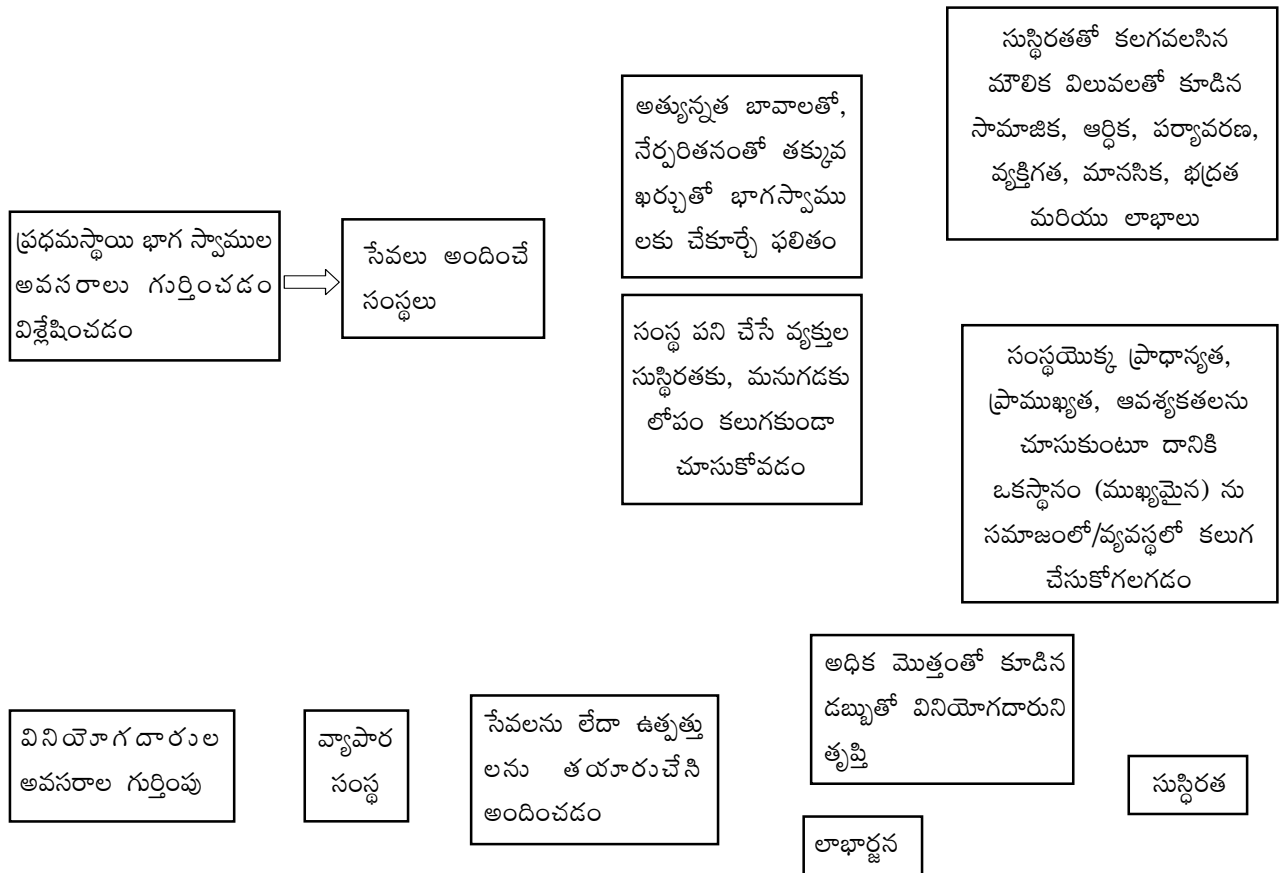 ప్రధమస్థాయి భాగ స్వాముల
అవసరాలు గుర్తించడం
విశ్లేషించడం
సేవలు అందించే
సంస్థలు
అత్యున్నత బావాలతో,
నేర్పరితనంతో తక్కువ
ఖర్చుతో భాగస్వాము
లకు చేకూర్చే ఫలితం
సంస్థ పని చేసే వ్యక్తుల
సుస్థిరతకు, మనుగడకు
లోపం కలుగకుండా
చూసుకోవడం
సుస్థిరతతో కలగవలసిన
మౌలిక విలువలతో కూడిన
సామాజిక, ఆర్ధిక, పర్యావరణ,
వ్యక్తిగత, మానసిక, భద్రత
మరియు లాభాలు
సంస్థయొక్క ప్రాధాన్యత,
ప్రాముఖ్యత, ఆవశ్యకతలను
చూసుకుంటూ దానికి
ఒకస్థానం (ముఖ్యమైన) ను
సమాజంలో/వ్యవస్థలో కలుగ
చేసుకోగలగడం
వినియోగదారుల
అవసరాల గుర్తింపు
వ్యాపార
సంస్థ
సేవలను లేదా ఉత్పత్తు
లను తయారుచేసి
అందించడం
అధిక మొత్తంతో కూడిన
డబ్బుతో వినియోగదారుని
తృప్తి
లాభార్జన
సుస్ధిరత